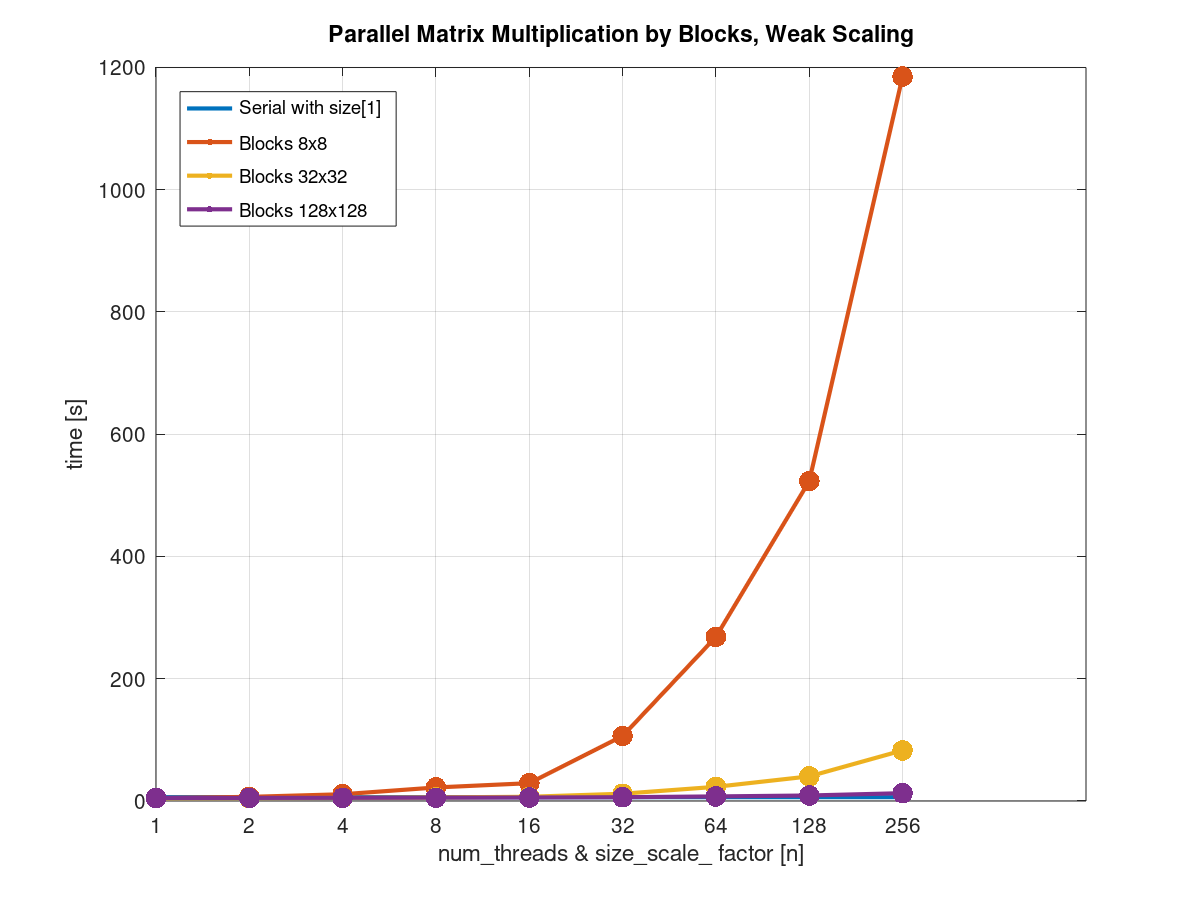 Parallel Matrix Multiplication by Blocks, Weak Scaling
1200
1000
800
600
400
200
0
time [s]
Serial with size[1]
Blocks 8x8
Blocks 32x32
Blocks 128x128
1 2 4 8 16 32 64 128 256
num_threads & size_scale_ factor [n]